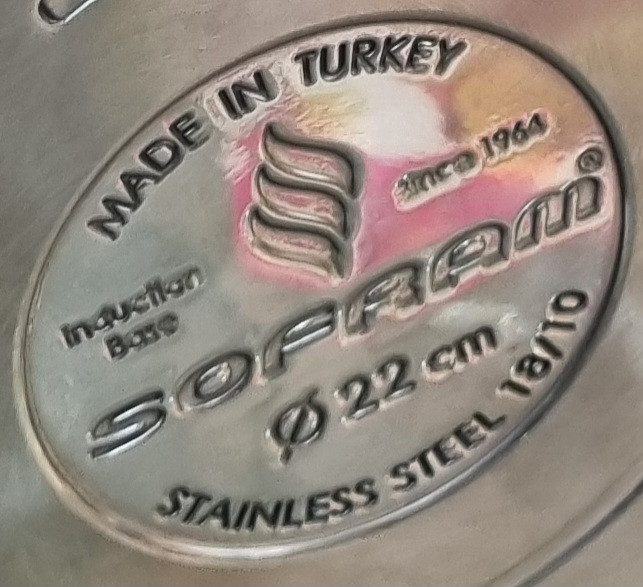 MADE IN TURKEY
Since 1964
SOFRAM®
Induction
Base
Ø 22 cm
STAINLESS STEEL 18/10